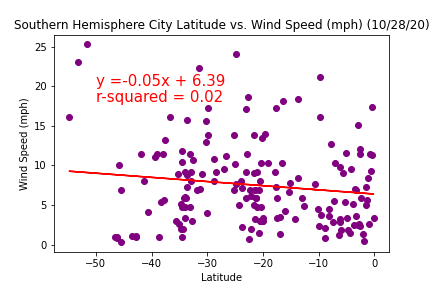 Southern Hemisphere City Latitude vs. Wind Speed (mph) (10/28/20)
25
20
15
10
5
0
Wind Speed (mph)
y =-0.05x + 6.39
r-squared = 0.02
−50 −40 −30 −20 −10 0
Latitude